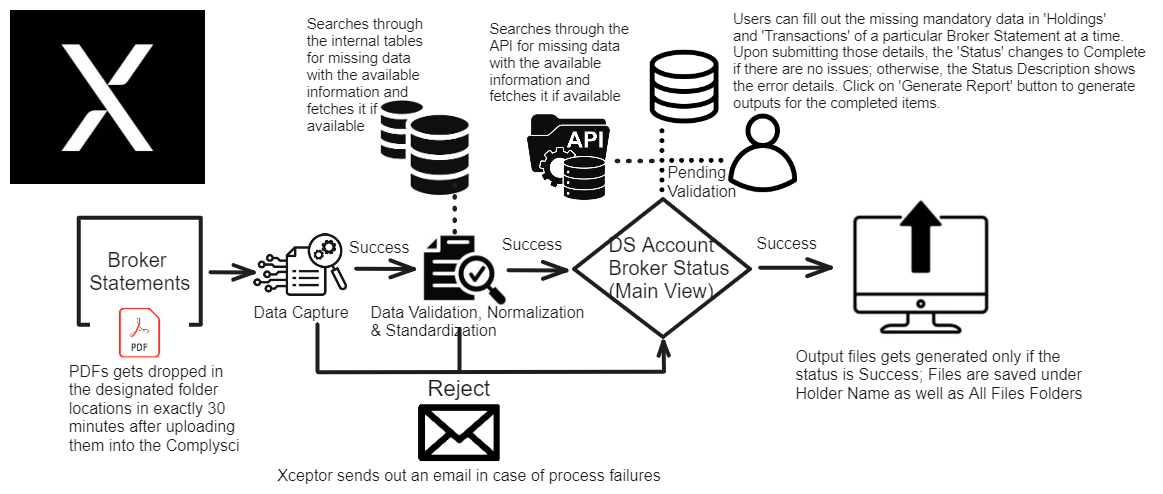 Searches through
the internal tables
for missing data
with the available
information and
fetches it if
available
Searches through the
API for missing data
with the available
information and
fetches it if available
Users can fill out the missing mandatory data in 'Holdings'
and 'Transactions' of a particular Broker Statement at a time.
Upon submitting those details, the 'Status' changes to Complete
if there are no issues; otherwise, the Status Description shows
the error details. Click on 'Generate Report' button to generate
outputs for the completed items.
API
Pending
Validation
Broker
Statements
PDF
PDFs gets dropped in
the designated folder
locations in exactly 30
minutes after uploading
them into the Complysci
Data Capture
Success
Data Validation, Normalization
& Standardization
Success
DS Account
Broker Status
(Main View)
Success
Output files gets generated only if the
status is Success; Files are saved under
Holder Name as well as All Files Folders
Reject
Xceptor sends out an email in case of process failures